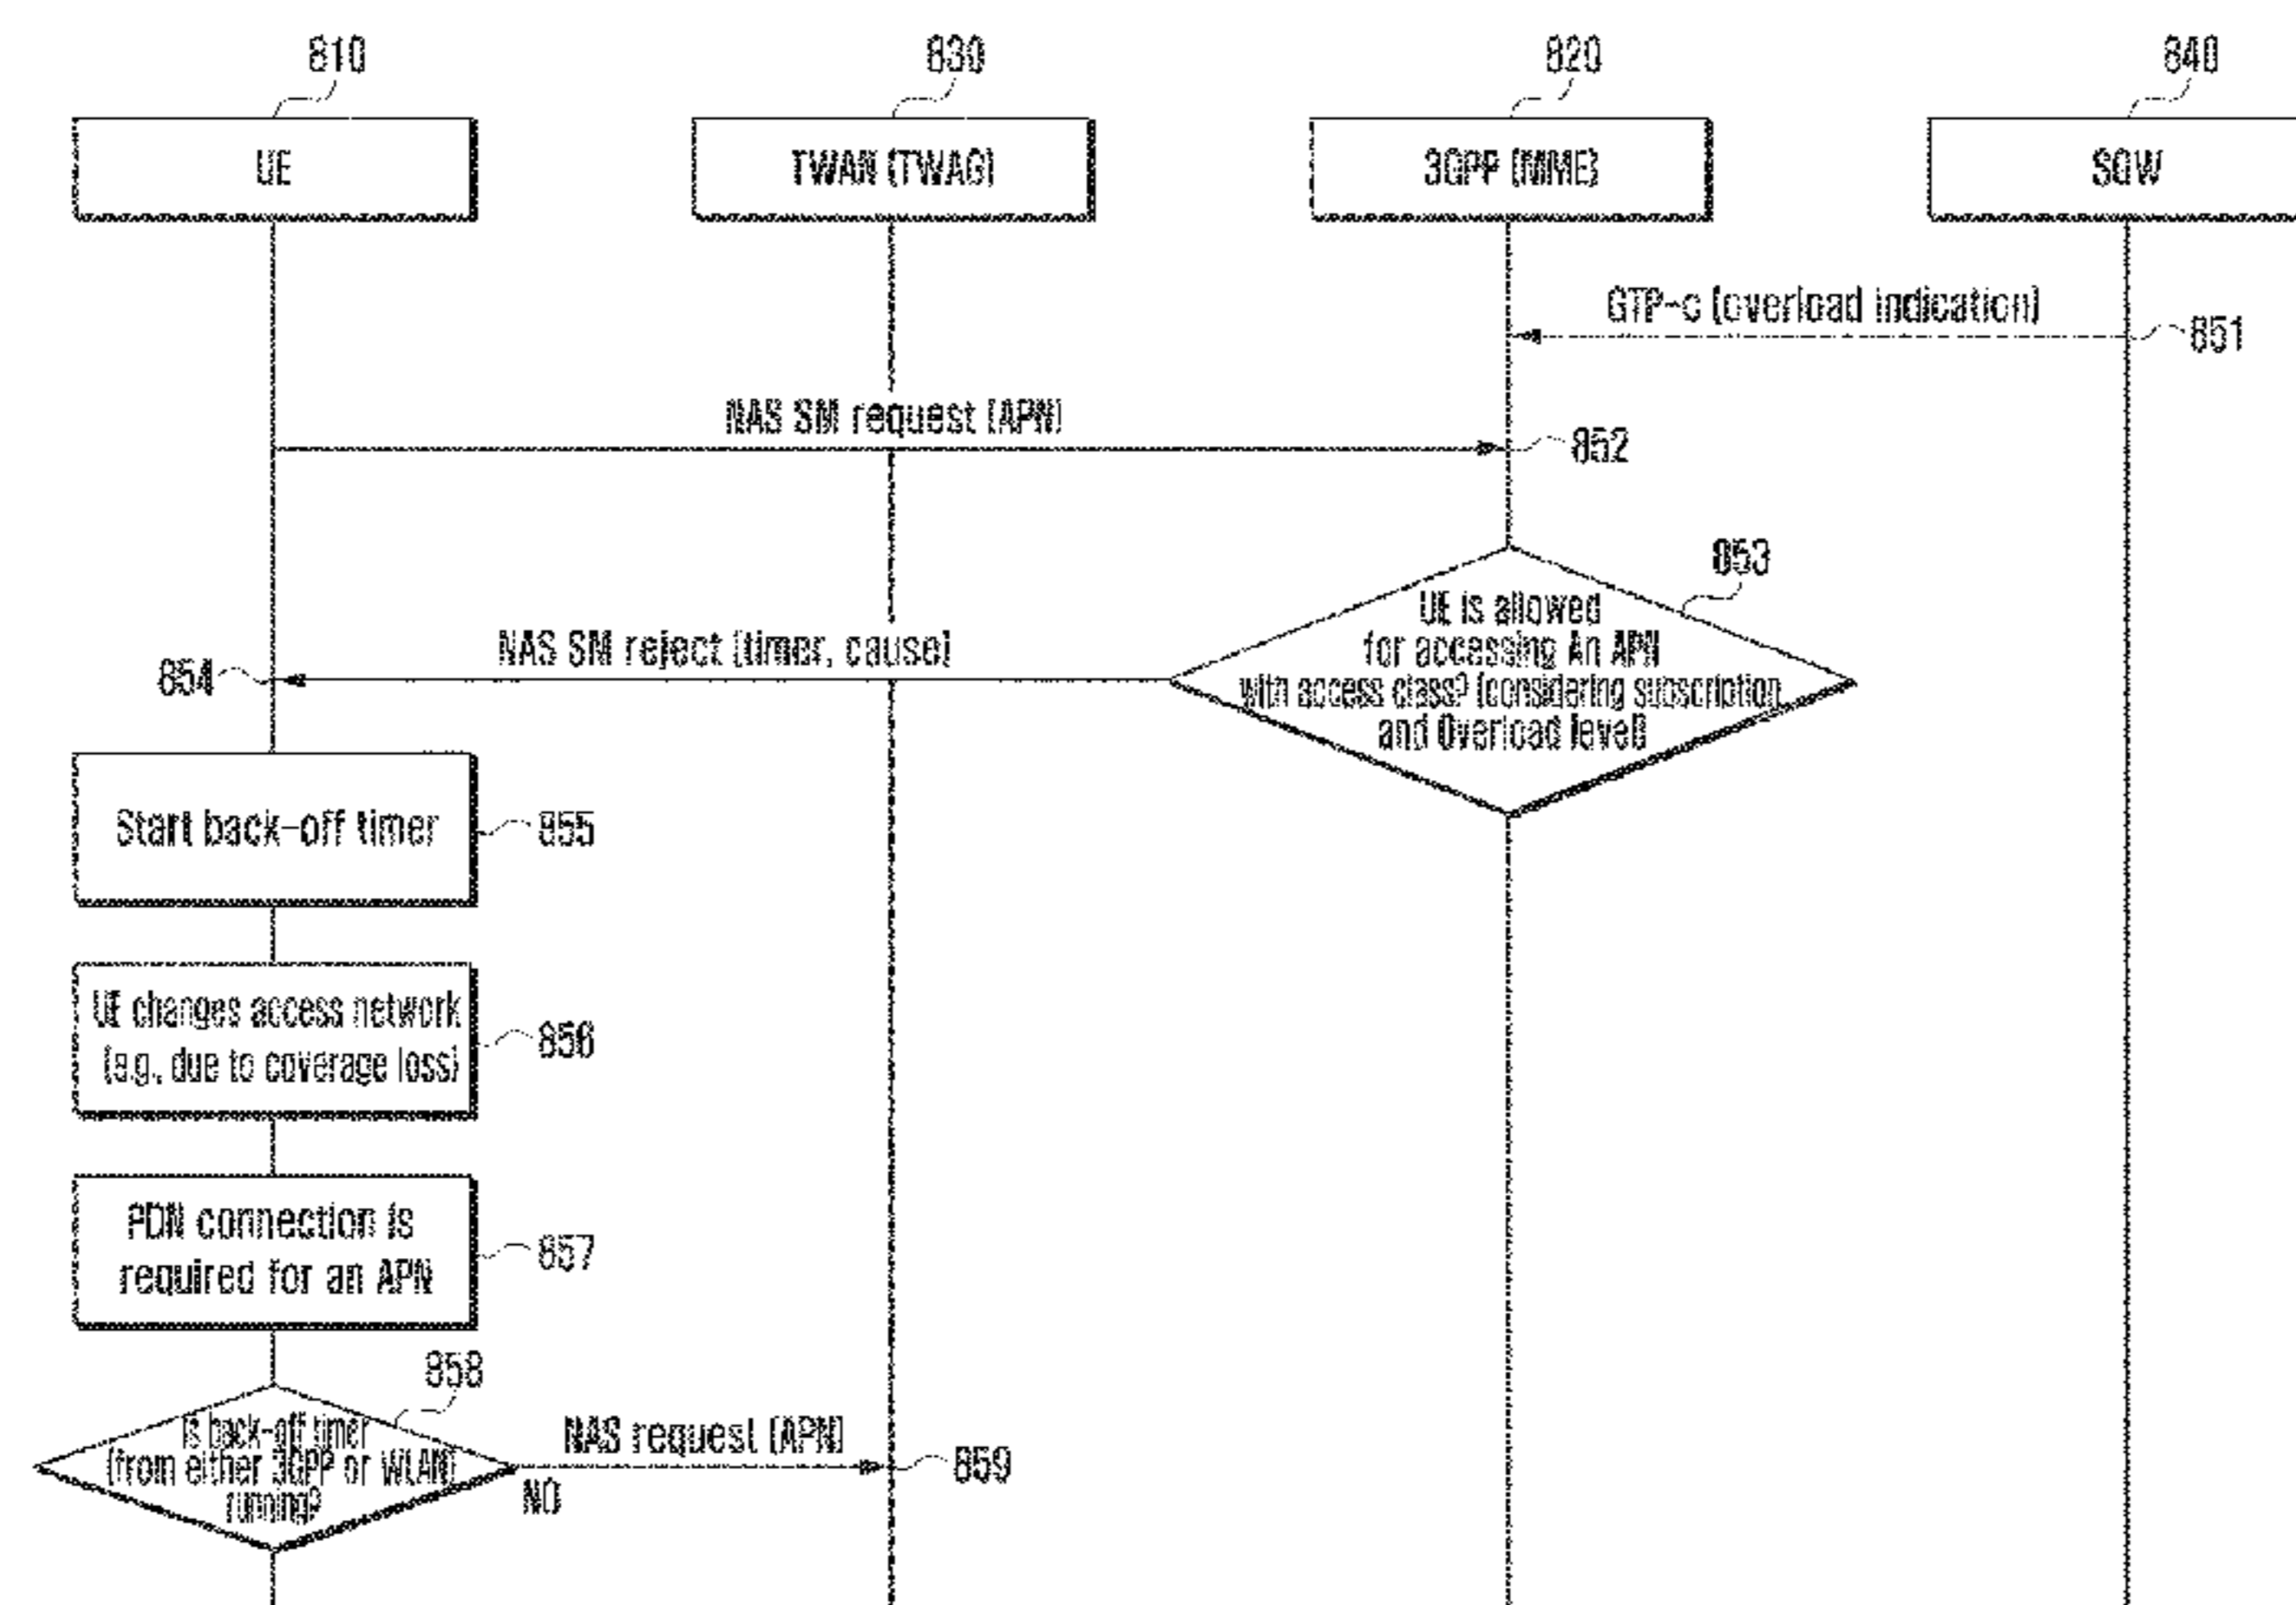 810
830
820
840
UE
TWAN (TWAG)
3GPP (MME)
SGW
GTP-c (overload indication)
851
NAS SM request (APN)
852
853
UE is allowed
for accessing An APN
with access class? (considering subscription
and Overload level)
NAS SM reject (timer, cause)
854
Start back-off timer
855
UE changes access network
(e.g., due to coverage loss)
856
PDN connection is
required for an APN
857
858
Is back-off timer
(from either 3GPP or WLAN)
running?
NAS request (APN)
859
NO